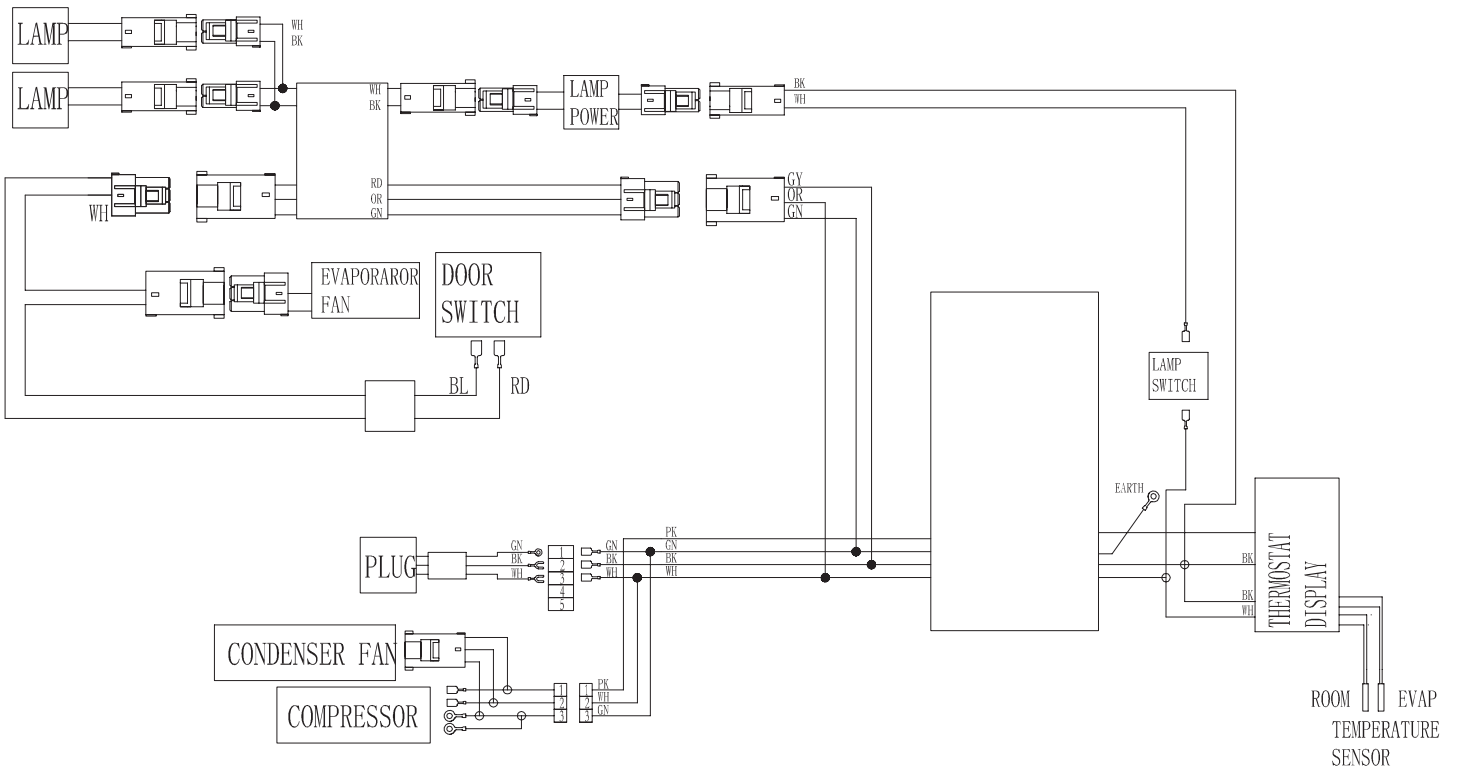 LAMP
WH
BK
LAMP
WH
BK
LAMP
POWER
BK
WH
WH
RD
OR
GN
GY
OR
GN
EVAPORAROR
FAN
DOOR
SWITCH
BL
RD
LAMP
SWITCH
EARTH
PLUG
GN
BK
WH
1
2
3
4
5
GN
BK
WH
PK
GN
BK
WH
BK
BK
WH
THERMOSTAT
DISPLAY
CONDENSER FAN
COMPRESSOR
1
2
3
1
2
3
PK
WH
GN
ROOM
EVAP
TEMPERATURE
SENSOR